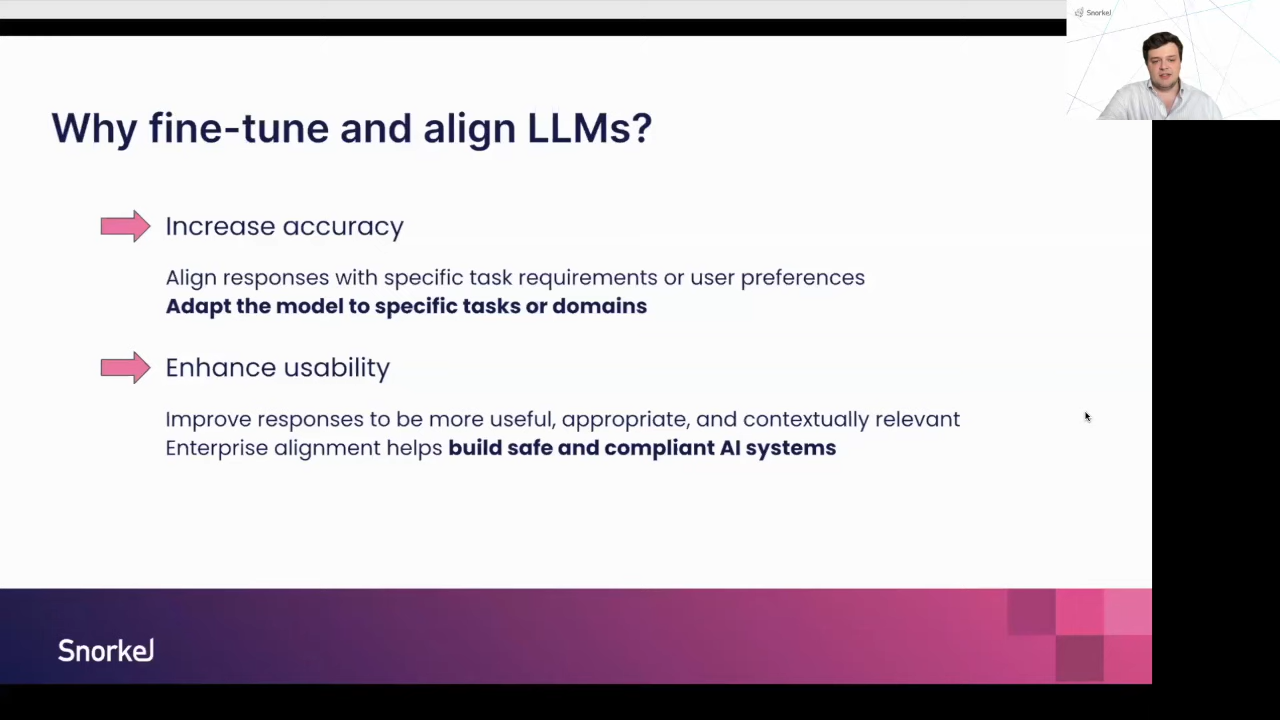 Snorkel
Why fine-tune and align LLMs?
Increase accuracy
Align responses with specific task requirements or user preferences
Adapt the model to specific tasks or domains
Enhance usability
Improve responses to be more useful, appropriate, and contextually relevant
Enterprise alignment helps build safe and compliant AI systems
Snorkel